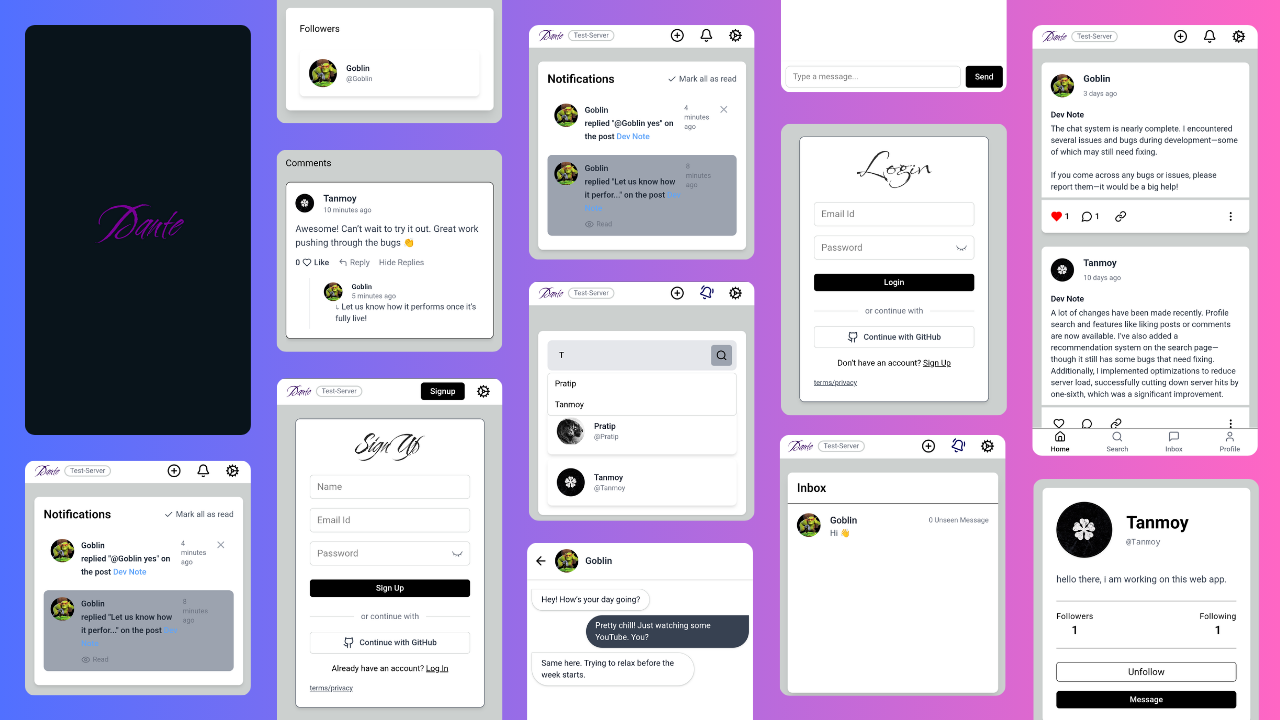 Dante
Dante
Test-Server
Notifications
Mark all as read
Goblin
replied "@Goblin yes" on
the post Dev Note
4
minutes
ago
Goblin
replied "Let us know how
it perfor..." on the post
8
minutes
ago
Read
Followers
Goblin
@Goblin
Comments
Tanmoy
10 minutes ago
Awesome! Can't wait to try it out. Great work
pushing through the bugs 👏
0 Like Reply Hide Replies
Goblin
5 minutes ago
Let us know how it performs once it's
fully live!
Dante
Test-Server
Signup
Sign Up
Name
Email Id
Password
Sign Up
or continue with
Continue with GitHub
Already have an account? Log In
terms/privacy
Dante
Test-Server
Notifications
Mark all as read
Goblin
replied "@Goblin yes" on
the post Dev Note
4
minutes
ago
Goblin
replied "Let us know how
it perfor..." on the post
8
minutes
ago
Read
Dante
Test-Server
T
Pratip
Tanmoy
Pratip
@Pratip
Tanmoy
@Tanmoy
Goblin
Hey! How's your day going?
Pretty chill! Just watching some
YouTube. You?
Same here. Trying to relax before the
week starts.
Type a message...
Send
Login
Email Id
Password
Login
or continue with
Continue with GitHub
Don't have an account? Sign Up
terms/privacy
Dante
Test-Server
Inbox
Goblin
0 Unseen Message
Hi 👋
Dante
Test-Server
Goblin
3 days ago
Dev Note
The chat system is nearly complete. I encountered
several issues and bugs during development—some
of which may still need fixing.
If you come across any bugs or issues, please
report them—it would be a big help!
1 1
Tanmoy
10 days ago
Dev Note
A lot of changes have been made recently. Profile
search and features like liking posts or comments
are now available. I've also added a
recommendation system on the search page—
though it still has some bugs that need fixing.
Additionally, I implemented optimizations to reduce
server load, successfully cutting down server hits by
one-sixth, which was a significant improvement.
Home Search Inbox Profile
Tanmoy
@Tanmoy
hello there, i am working on this web app.
Followers
1
Following
1
Unfollow
Message